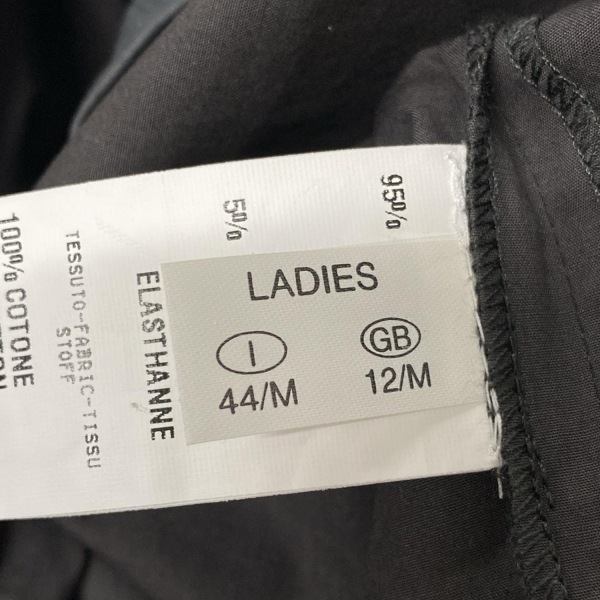 LADIES
I GB
44/M 12/M
95%
5%
ELASTHANNE
TESSUTO-FABRIC-TISSU
STOFF
100% COTONE